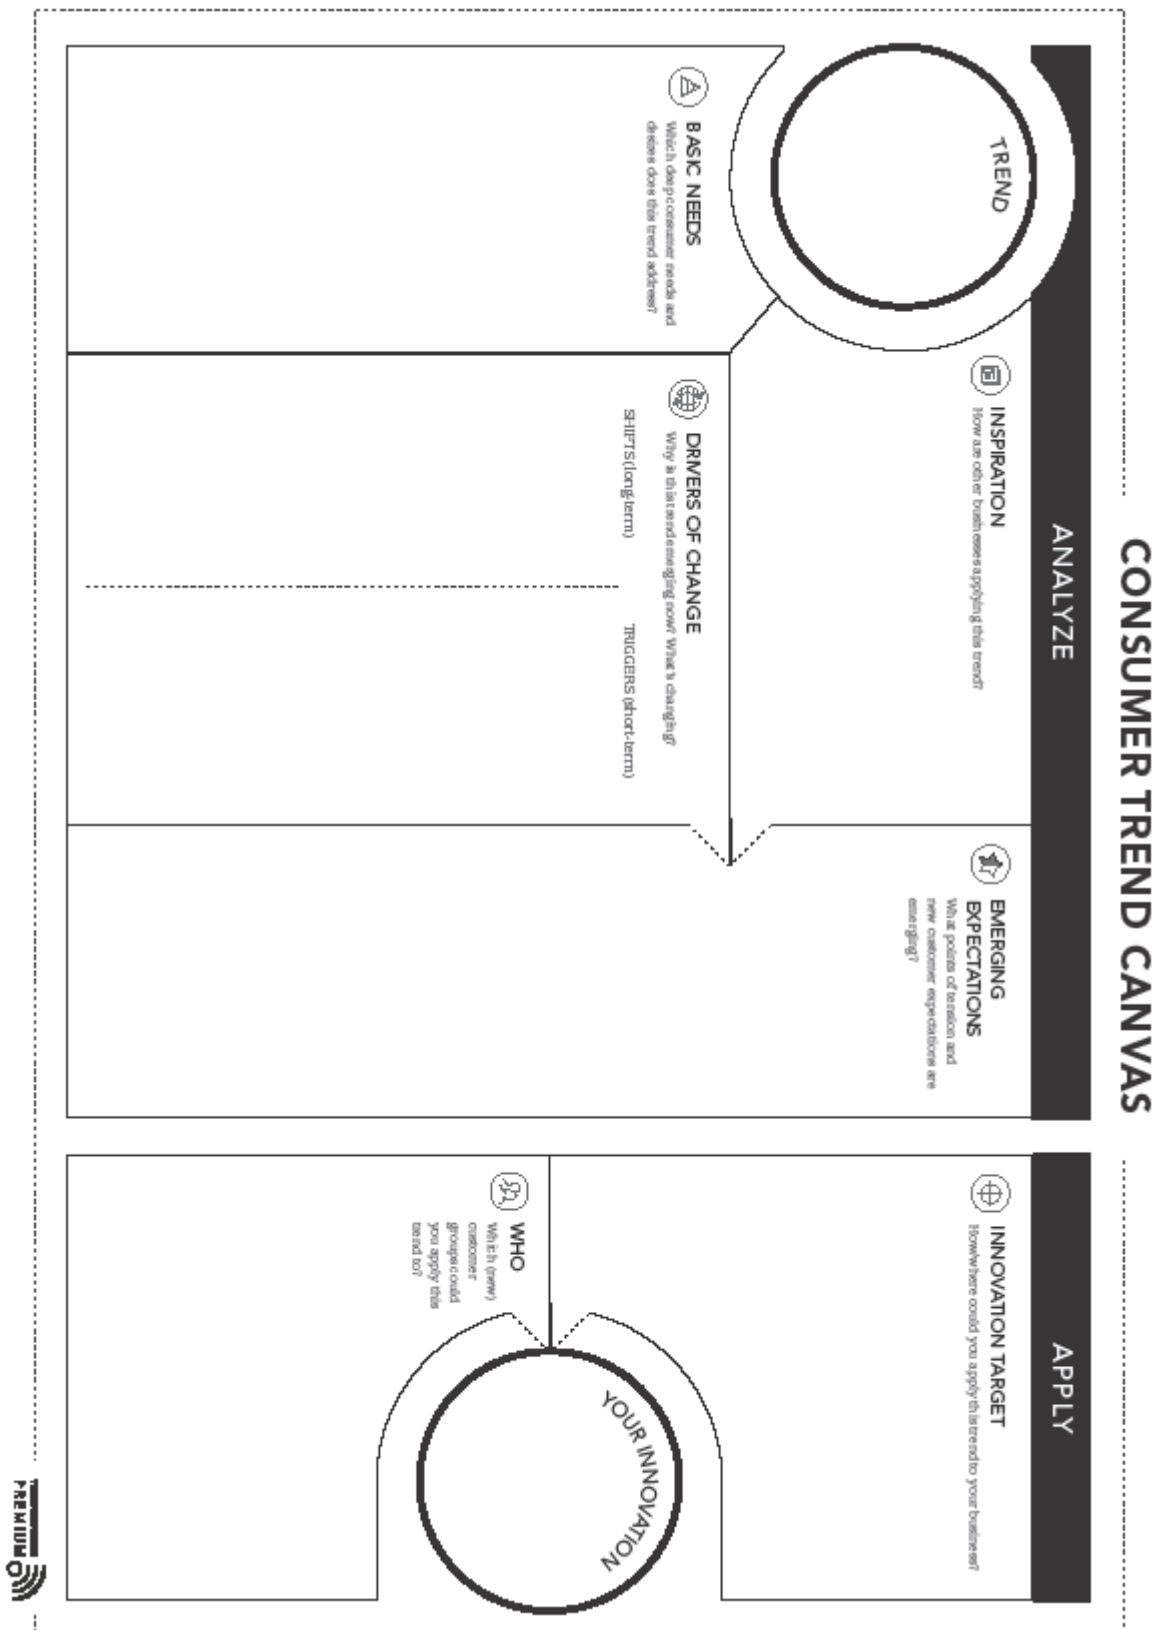 CONSUMER TREND CANVAS
ANALYZE
TREND
INSPIRATION
How are other businesses applying this trend?
BASIC NEEDS
Which deep consumer needs and
desires does this trend address?
DRIVERS OF CHANGE
Why is this trend emerging now? What's changing?
SHIFTS (long-term)
TRIGGERS (short-term)
EMERGING
EXPECTATIONS
What points of tension and
new customer expectations are
emerging?
APPLY
INNOVATION TARGET
How/where could you apply this trend to your business?
WHO
Which (new)
customer
groups could
you apply this
trend to?
YOUR INNOVATION
PREMIUM